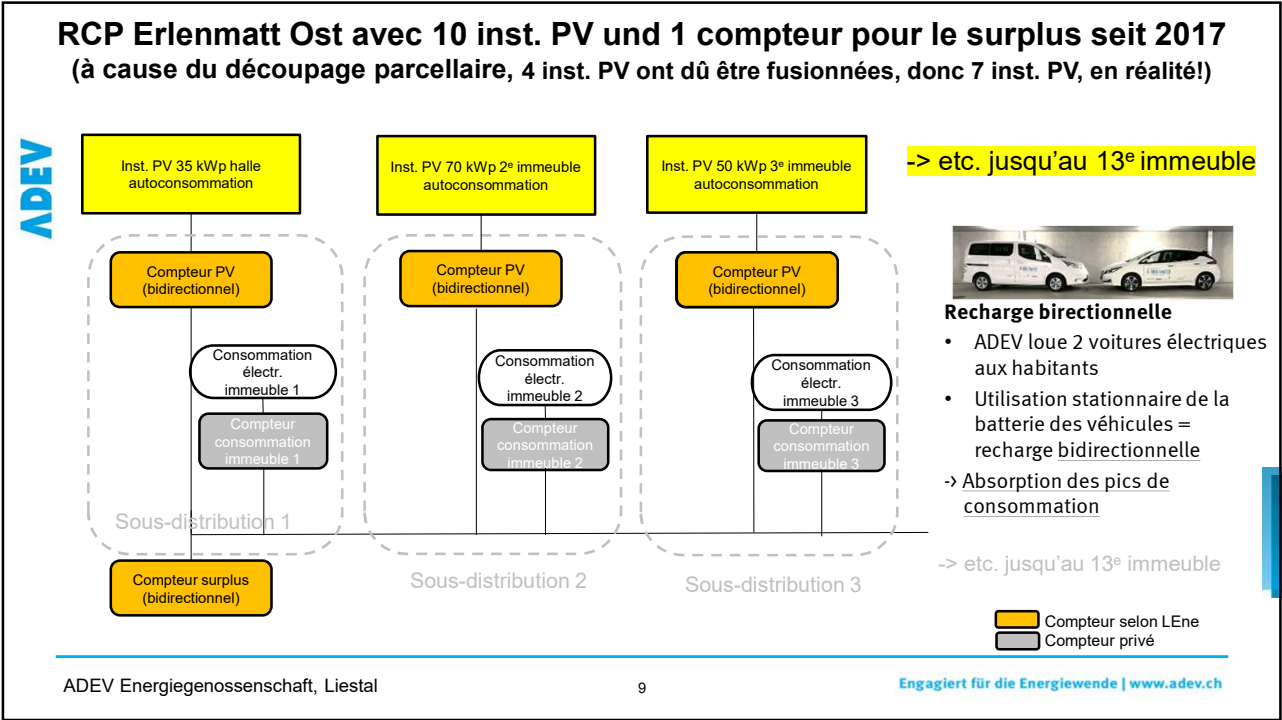 RCP Erlenmatt Ost avec 10 inst. PV und 1 compteur pour le surplus seit 2017
(à cause du découpage parcellaire, 4 inst. PV ont dû être fusionnées, donc 7 inst. PV, en réalité!)
ADEV
Inst. PV 35 kWp halle
autoconsommation
Inst. PV 70 kWp 2e immeuble
autoconsommation
Inst. PV 50 kWp 3e immeuble
autoconsommation
-> etc. jusqu'au 13e immeuble
Compteur PV
(bidirectionnel)
Compteur PV
(bidirectionnel)
Compteur PV
(bidirectionnel)
Consommation
électr.
immeuble 1
Consommation
électr.
immeuble 2
Consommation
électr.
immeuble 3
Compteur
consommation
immeuble 1
Compteur
consommation
immeuble 2
Compteur
consommation
immeuble 3
Sous-distribution 1
Sous-distribution 2
Sous-distribution 3
Compteur surplus
(bidirectionnel)
Recharge birectionnelle
• ADEV loue 2 voitures électriques
aux habitants
• Utilisation stationnaire de la
batterie des véhicules =
recharge bidirectionnelle
-> Absorption des pics de
consommation
-> etc. jusqu'au 13e immeuble
Compteur selon LEne
Compteur privé
ADEV Energiegenossenschaft, Liestal
9
Engagiert für die Energiewende | www.adev.ch